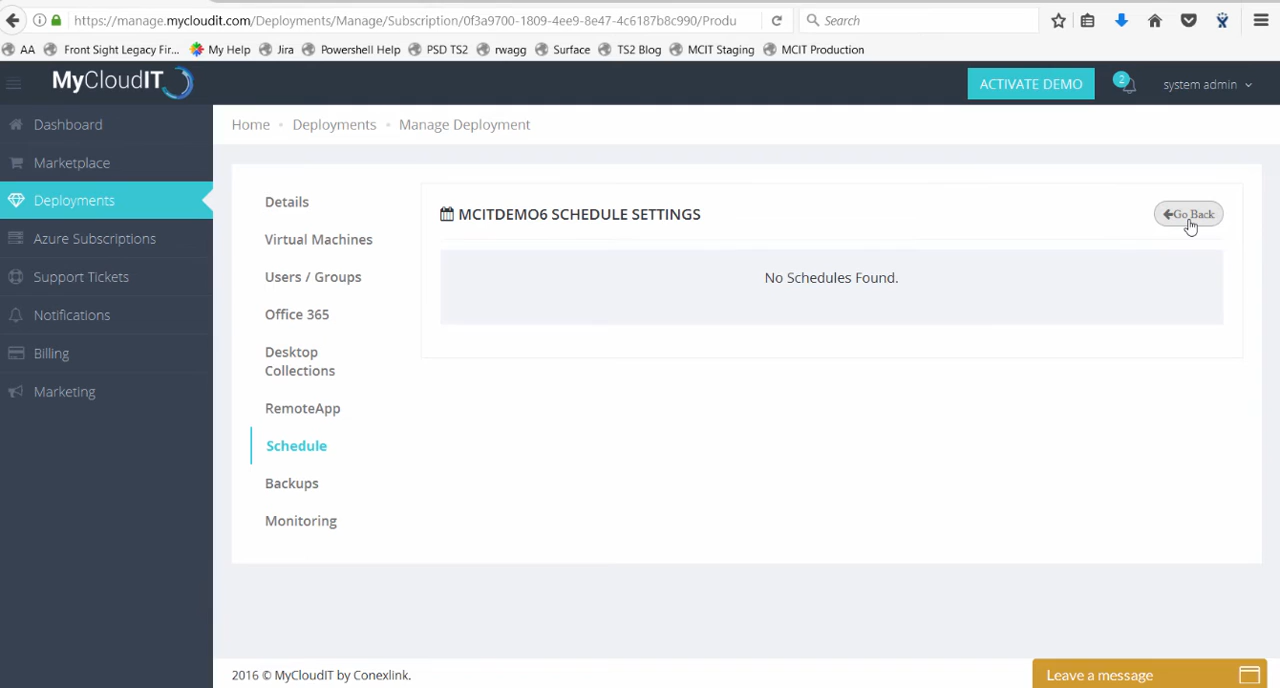 https://manage.mycloudit.com/Deployments/Manage/Subscription/0f3a9700-1809-4ee9-8e47-4c6187b8c990/Produ
Search
AA Front Sight Legacy Fir... My Help Jira Powershell Help PSD TS2 rwagg Surface TS2 Blog MCIT Staging MCIT Production
MyCloudIT
ACTIVATE DEMO
2
system admin
Dashboard
Marketplace
Deployments
Azure Subscriptions
Support Tickets
Notifications
Billing
Marketing
Home • Deployments • Manage Deployment
Details
Virtual Machines
Users / Groups
Office 365
Desktop
Collections
RemoteApp
Schedule
Backups
Monitoring
MCITDEMO6 SCHEDULE SETTINGS
Go Back
No Schedules Found.
2016 © MyCloudIT by Conexlink.
Leave a message